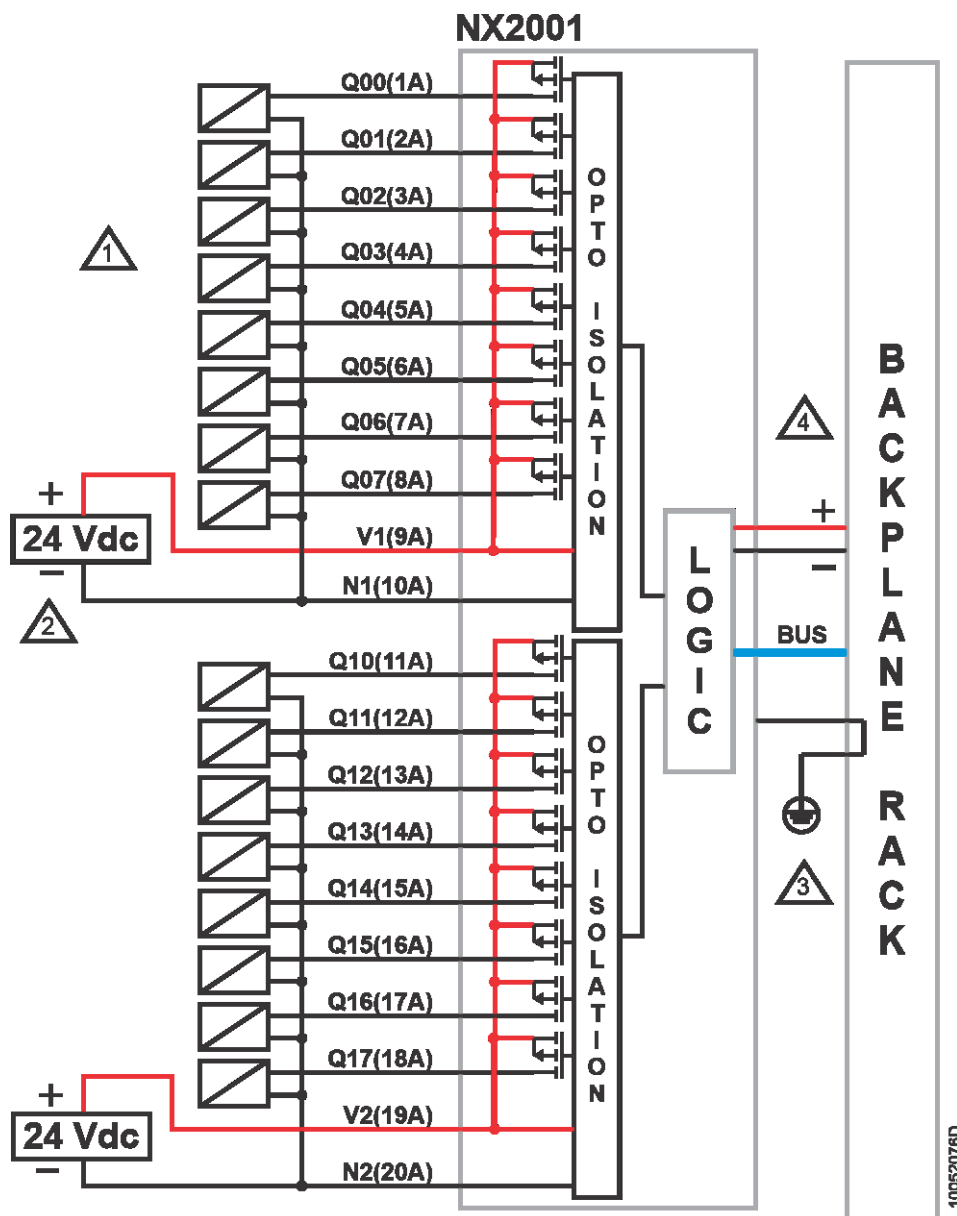 NX2001
Q00(1A)
Q01(2A)
Q02(3A)
Q03(4A)
Q04(5A)
Q05(6A)
Q06(7A)
Q07(8A)
+
24 Vdc
−
V1(9A)
N1(10A)
OPTO ISOLATION
1
2
Q10(11A)
Q11(12A)
Q12(13A)
Q13(14A)
Q14(15A)
Q15(16A)
Q16(17A)
Q17(18A)
+
24 Vdc
−
V2(19A)
N2(20A)
OPTO ISOLATION
LOGIC
4
+
−
BUS
3
BACKPLANE RACK
10052076D